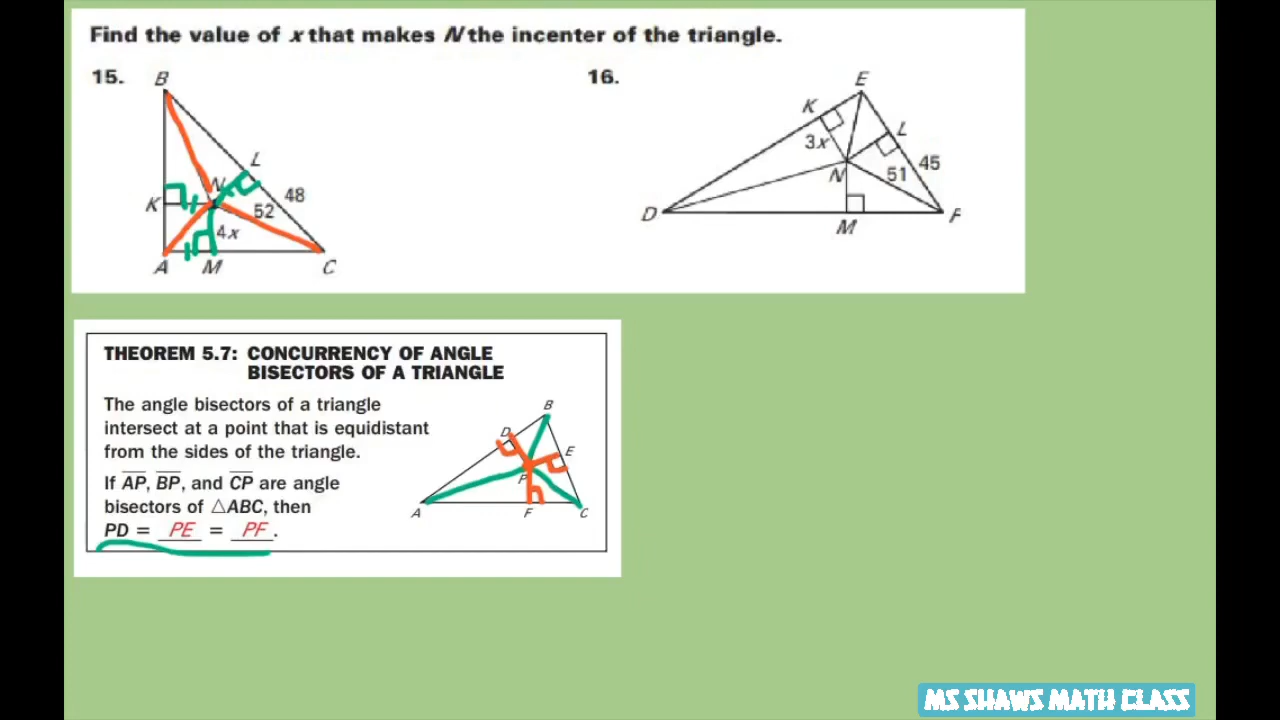 Find the value of x that makes N the incenter of the triangle.
15.
B
L
N
48
K
52
4x
A
M
C
16.
E
K
L
3x
45
N
51
D
F
M
THEOREM 5.7: CONCURRENCY OF ANGLE
BISECTORS OF A TRIANGLE
The angle bisectors of a triangle
intersect at a point that is equidistant
from the sides of the triangle.
If AP, BP, and CP are angle
bisectors of △ABC, then
PD = PE = PF.
B
D
E
P
A
F
C
MS SHAWS MATH CLASS